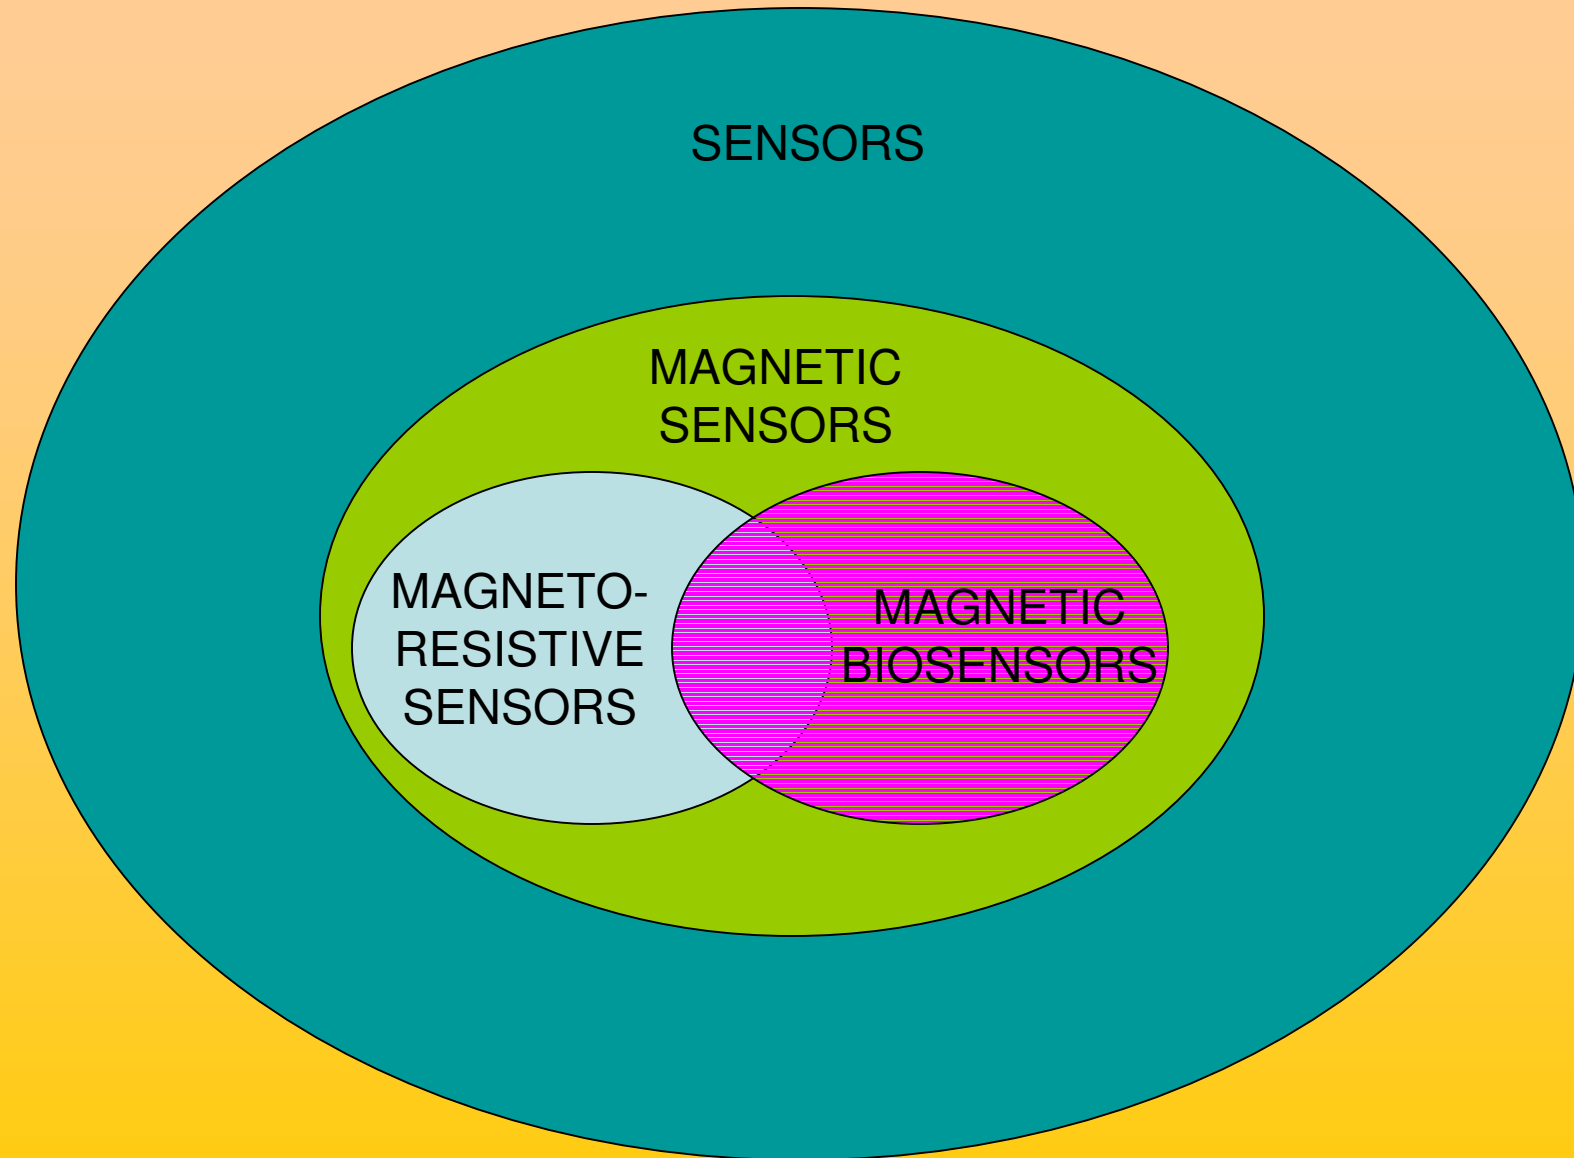 SENSORS
MAGNETIC
SENSORS
MAGNETO-
RESISTIVE
SENSORS
MAGNETIC
BIOSENSORS